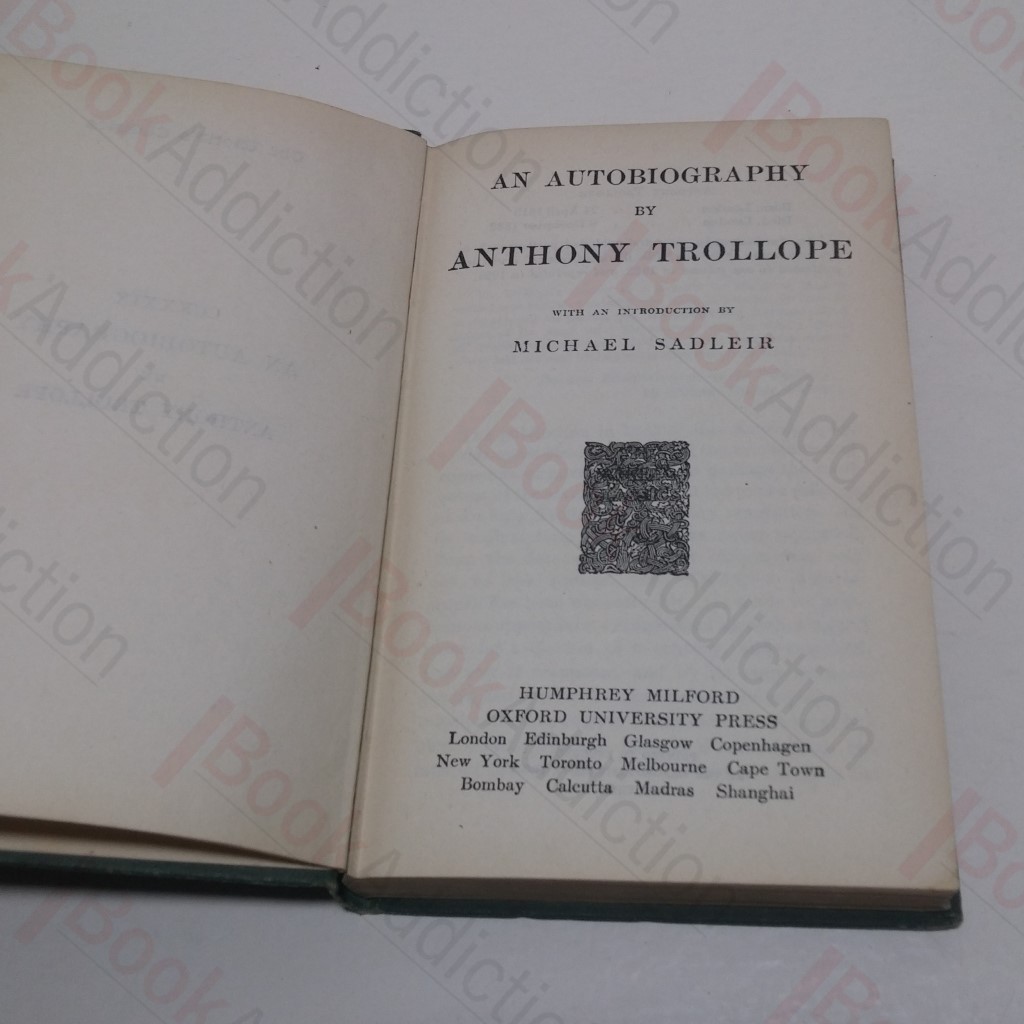 AN AUTOBIOGRAPHY
BY
ANTHONY TROLLOPE
WITH AN INTRODUCTION BY
MICHAEL SADLEIR
HUMPHREY MILFORD
OXFORD UNIVERSITY PRESS
London Edinburgh Glasgow Copenhagen
New York Toronto Melbourne Cape Town
Bombay Calcutta Madras Shanghai
BookAddiction